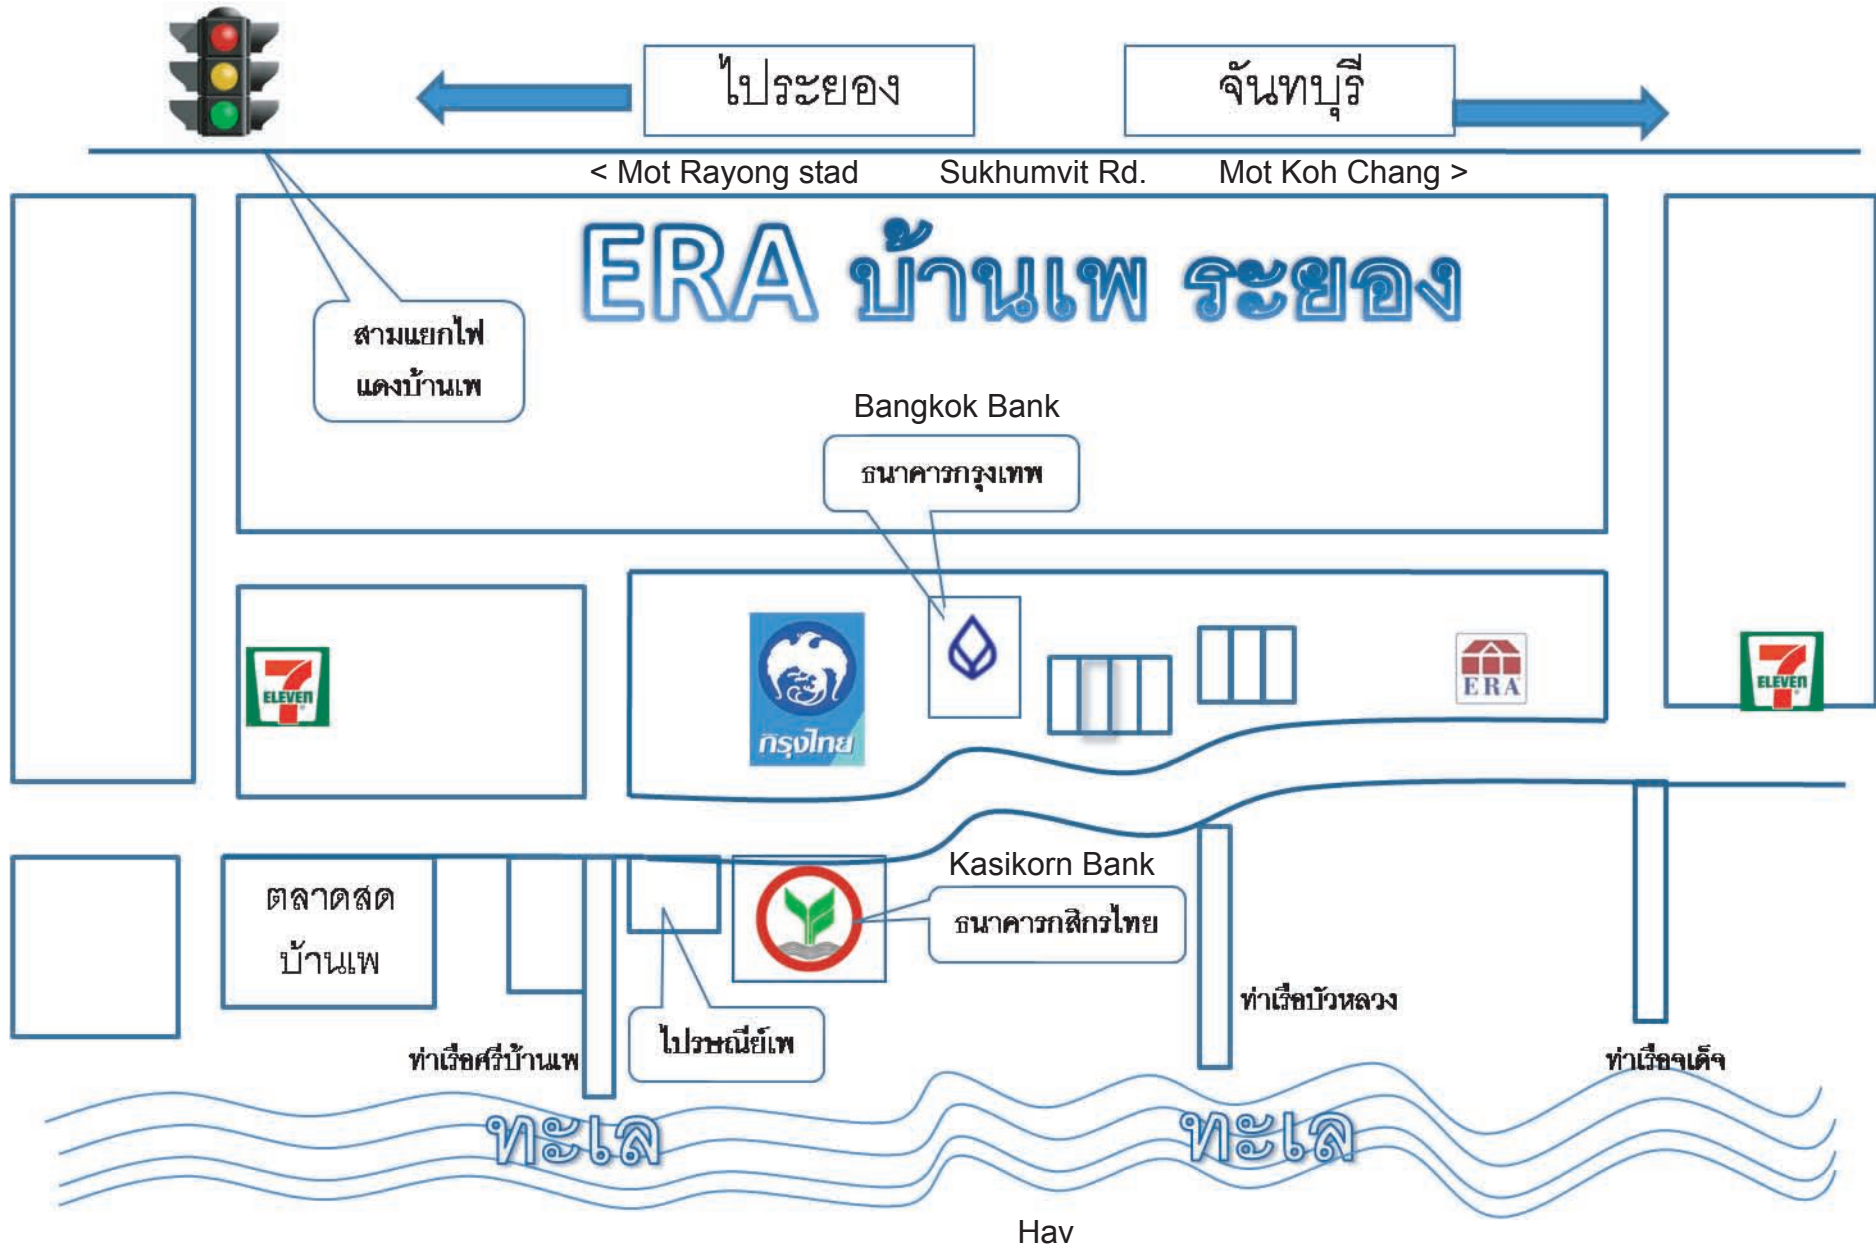 ไประยอง
จันทบุรี
< Mot Rayong stad
Sukhumvit Rd.
Mot Koh Chang >
ERA บ้านเพ ระยอง
สามแยกไฟ
แดงบ้านเพ
Bangkok Bank
ธนาคารกรุงเทพ
7
ELEVEN
กรุงไทย
ERA
7
ELEVEN
ตลาดสด
บ้านเพ
Kasikorn Bank
ธนาคารกสิกรไทย
ไปรษณีย์เพ
ท่าเรือบัวหลวง
ท่าเรือศรีบ้านเพ
ท่าเรือจเด็จ
ทะเล
ทะเล
Hav